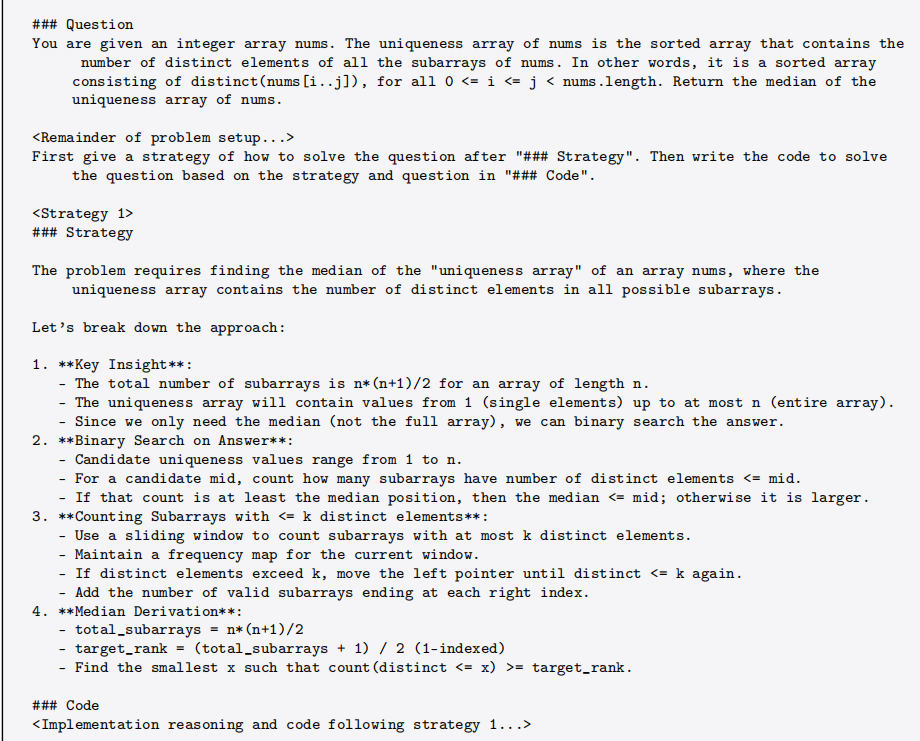 ### Question
You are given an integer array nums. The uniqueness array of nums is the sorted array that contains the
number of distinct elements of all the subarrays of nums. In other words, it is a sorted array
consisting of distinct(nums[i..j]), for all 0 <= i <= j < nums.length. Return the median of the
uniqueness array of nums.
<Remainder of problem setup...>
First give a strategy of how to solve the question after "### Strategy". Then write the code to solve
the question based on the strategy and question in "### Code".
<Strategy 1>
### Strategy
The problem requires finding the median of the "uniqueness array" of an array nums, where the
uniqueness array contains the number of distinct elements in all possible subarrays.
Let's break down the approach:
1. **Key Insight**:
- The total number of subarrays is n*(n+1)/2 for an array of length n.
- The uniqueness array will contain values from 1 (single elements) up to at most n (entire array).
- Since we only need the median (not the full array), we can binary search the answer.
2. **Binary Search on Answer**:
- Candidate uniqueness values range from 1 to n.
- For a candidate mid, count how many subarrays have number of distinct elements <= mid.
- If that count is at least the median position, then the median <= mid; otherwise it is larger.
3. **Counting Subarrays with <= k distinct elements**:
- Use a sliding window to count subarrays with at most k distinct elements.
- Maintain a frequency map for the current window.
- If distinct elements exceed k, move the left pointer until distinct <= k again.
- Add the number of valid subarrays ending at each right index.
4. **Median Derivation**:
- total_subarrays = n*(n+1)/2
- target_rank = (total_subarrays + 1) / 2 (1-indexed)
- Find the smallest x such that count(distinct <= x) >= target_rank.
### Code
<Implementation reasoning and code following strategy 1...>